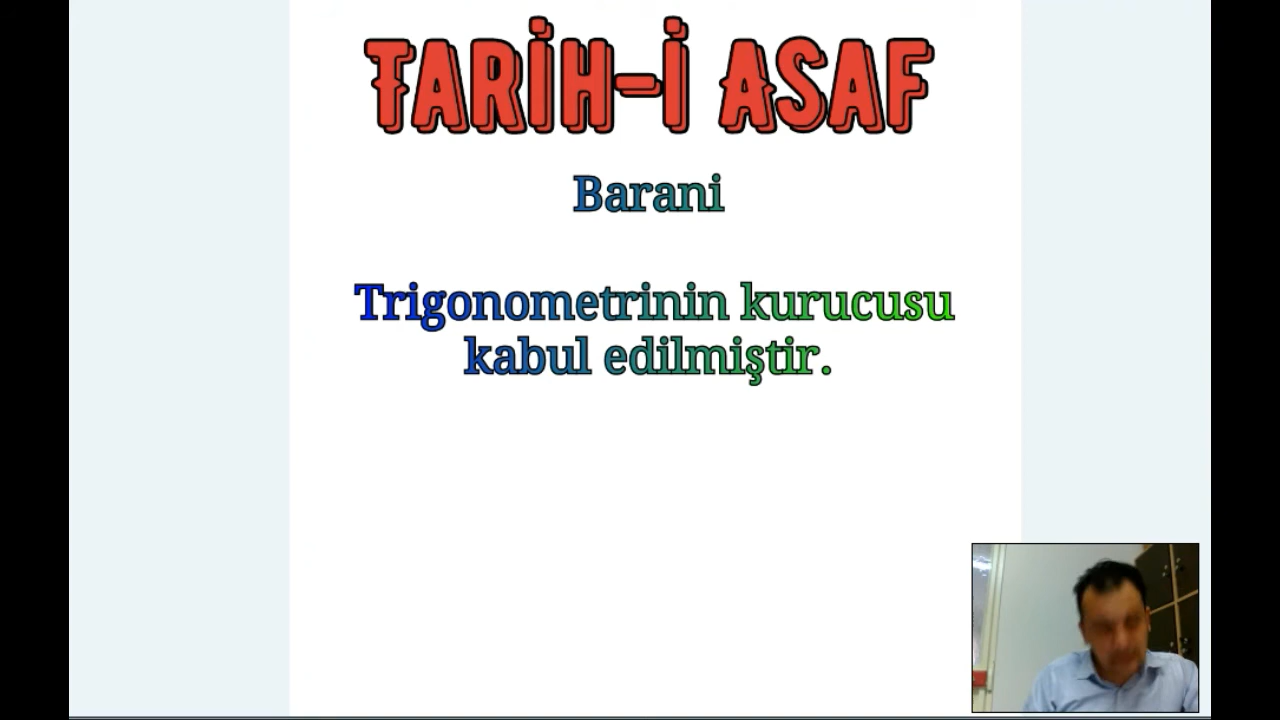 TARİH-İ ASAF
Barani
Trigonometrinin kurucusu
kabul edilmiştir.